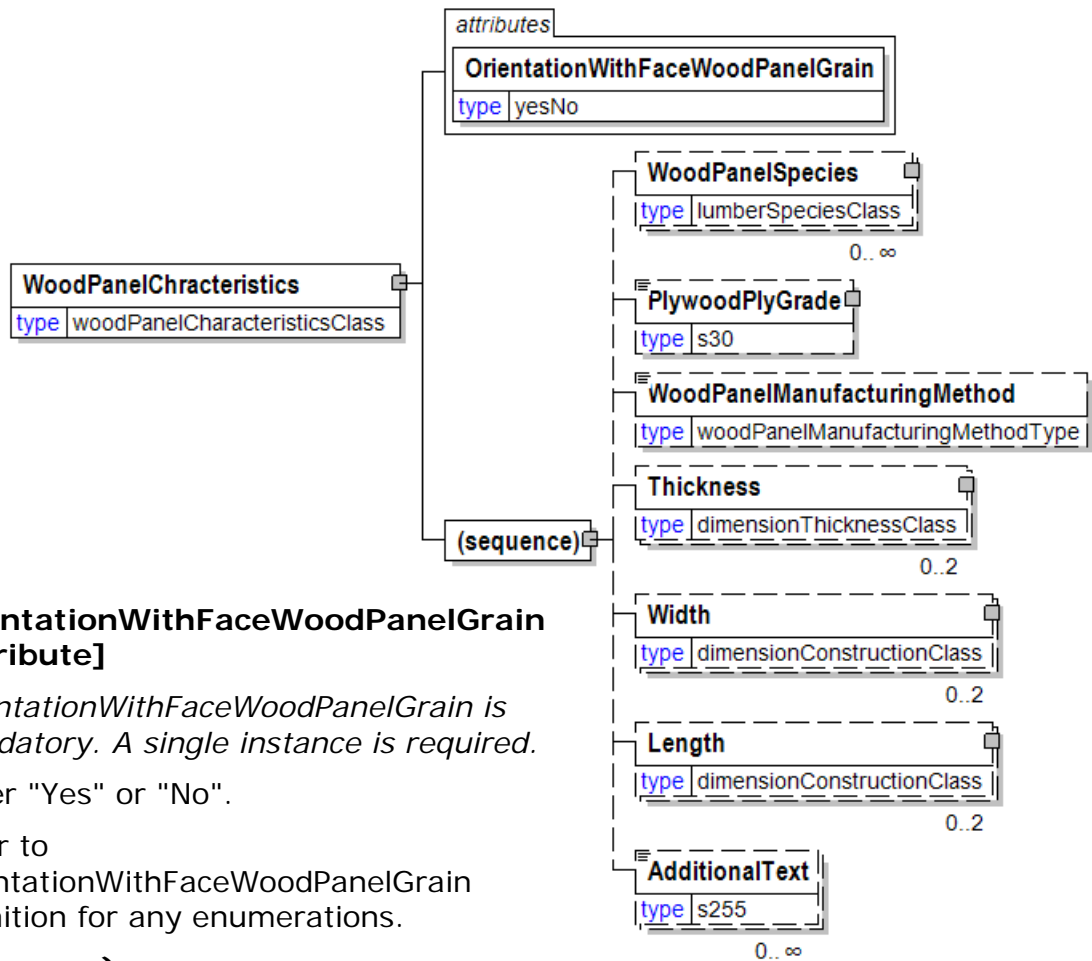 attributes
OrientationWithFaceWoodPanelGrain
type yesNo
WoodPanelSpecies
type lumberSpeciesClass
0.. ∞
WoodPanelChracteristics
type woodPanelCharacteristicsClass
PlywoodPlyGrade
type s30
WoodPanelManufacturingMethod
type woodPanelManufacturingMethodType
Thickness
type dimensionThicknessClass
0..2
(sequence)
Width
type dimensionConstructionClass
0..2
Length
type dimensionConstructionClass
0..2
AdditionalText
type s255
0.. ∞
ntationWithFaceWoodPanelGrain
ribute]
ntationWithFaceWoodPanelGrain is
datory. A single instance is required.
er "Yes" or "No".
r to
ntationWithFaceWoodPanelGrain
nition for any enumerations.